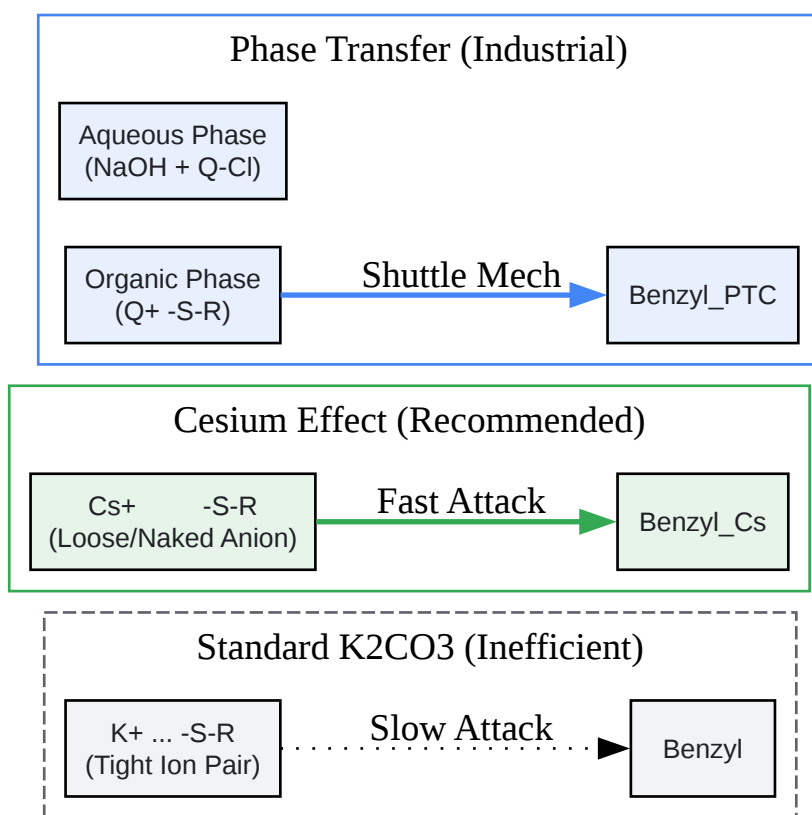 Phase Transfer (Industrial)
Aqueous Phase
(NaOH + Q-Cl)
Organic Phase
(Q+ -S-R)
Shuttle Mech
Benzyl_PTC
Cesium Effect (Recommended)
Cs+        -S-R
(Loose/Naked Anion)
Fast Attack
Benzyl_Cs
Standard K2CO3 (Inefficient)
K+ ... -S-R
(Tight Ion Pair)
Slow Attack
Benzyl